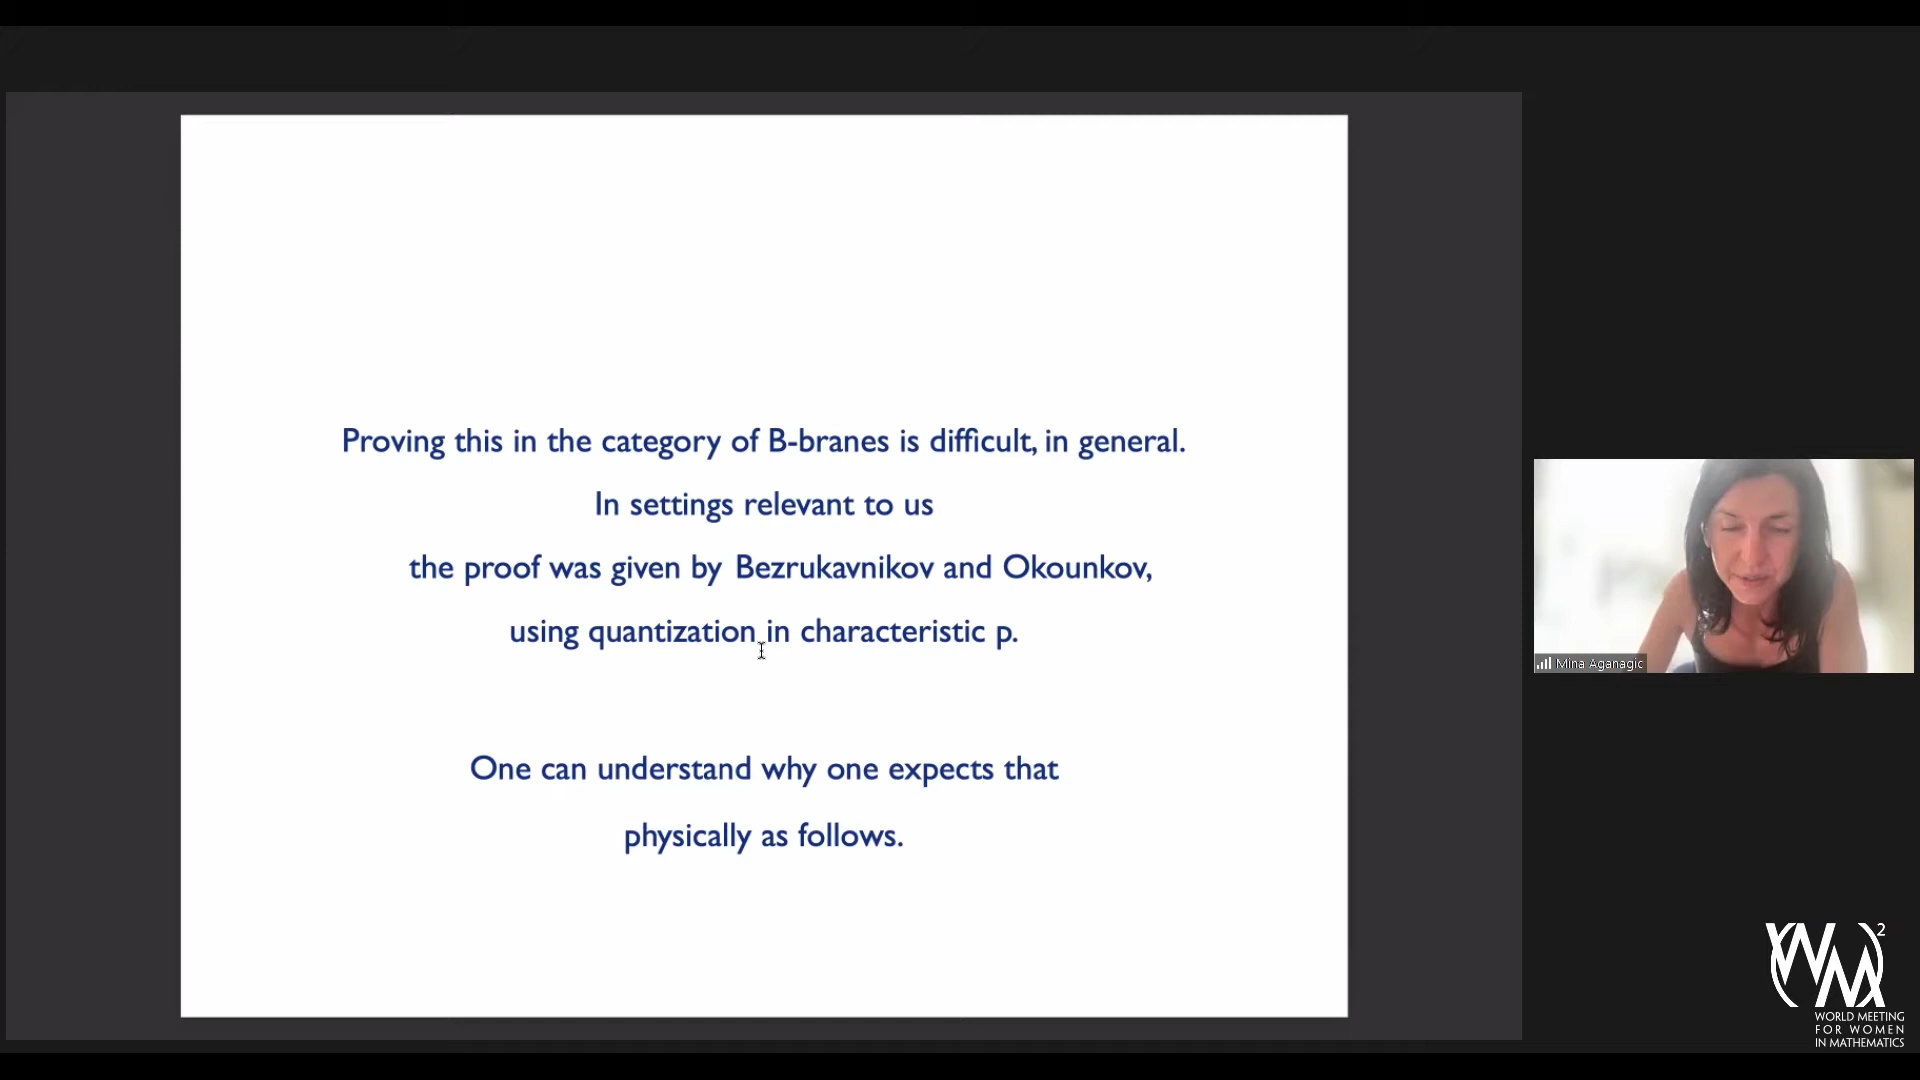 Proving this in the category of B-branes is difficult, in general.
In settings relevant to us
the proof was given by Bezrukavnikov and Okounkov,
using quantization in characteristic p.
One can understand why one expects that
physically as follows.
Mina Aganagic
WM
2
WM
WORLD MEETING
FOR WOMEN
IN MATHEMATICS